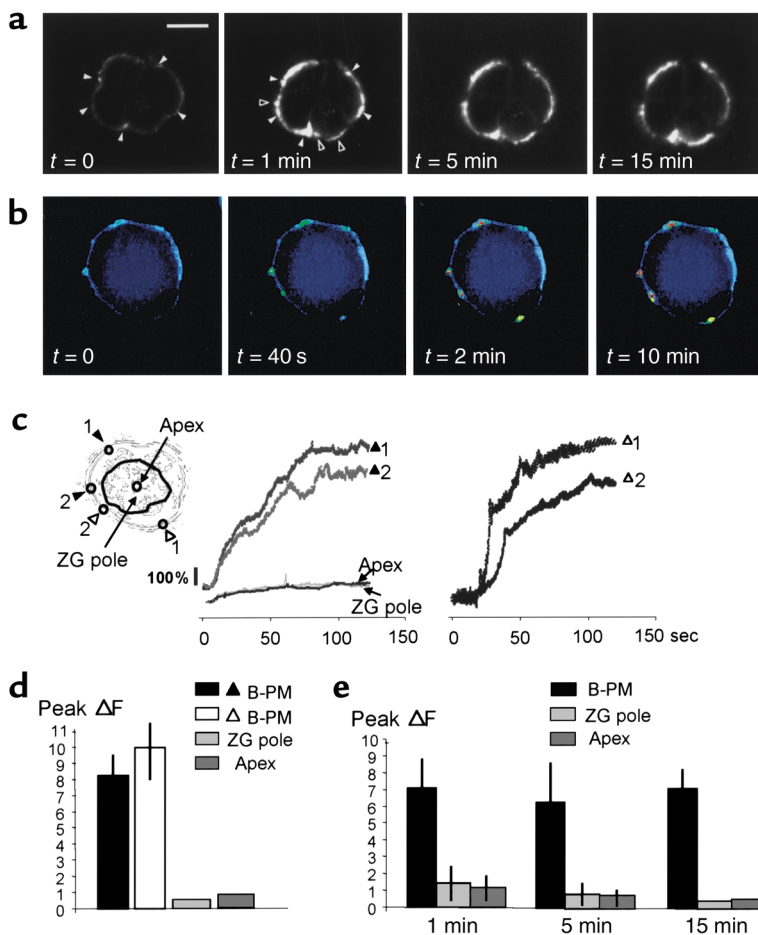 a
t = 0
t = 1 min
t = 5 min
t = 15 min
b
t = 0
t = 40 s
t = 2 min
t = 10 min
c
1
Apex
2
2
1
ZG pole
100%
▲1
▲2
Apex
ZG pole
0 50 100 150
△1
△2
0 50 100 150 sec
d
▲ B-PM
△ B-PM
ZG pole
Apex
Peak ΔF
11
10
9
8
7
6
5
4
3
2
1
0
e
B-PM
ZG pole
Apex
Peak ΔF
10
9
8
7
6
5
4
3
2
1
0
1 min 5 min 15 min